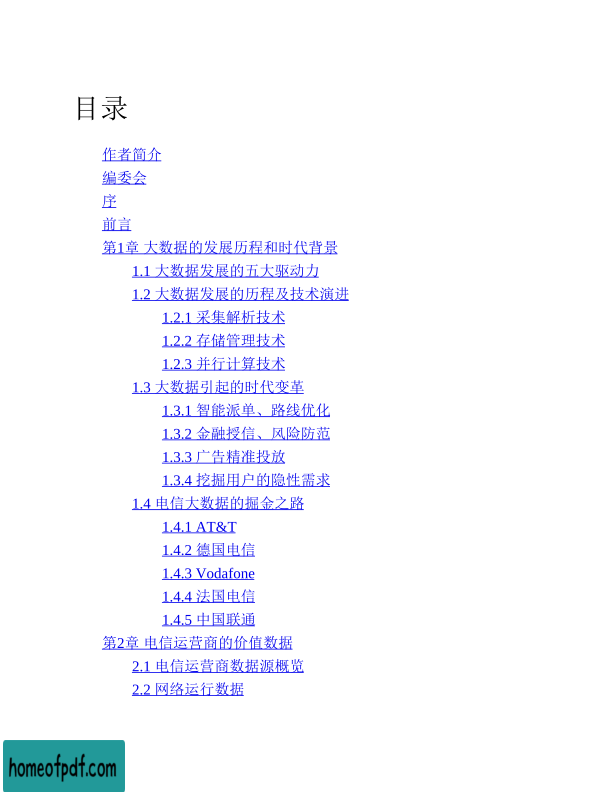 目录
作者简介
编委会
序
前言
第1章 大数据的发展历程和时代背景
1.1 大数据发展的五大驱动力
1.2 大数据发展的历程及技术演进
1.2.1 采集解析技术
1.2.2 存储管理技术
1.2.3 并行计算技术
1.3 大数据引起的时代变革
1.3.1 智能派单、路线优化
1.3.2 金融授信、风险防范
1.3.3 广告精准投放
1.3.4 挖掘用户的隐性需求
1.4 电信大数据的掘金之路
1.4.1 AT&T
1.4.2 德国电信
1.4.3 Vodafone
1.4.4 法国电信
1.4.5 中国联通
第2章 电信运营商的价值数据
2.1 电信运营商数据源概览
2.2 网络运行数据
homeofpdf.com